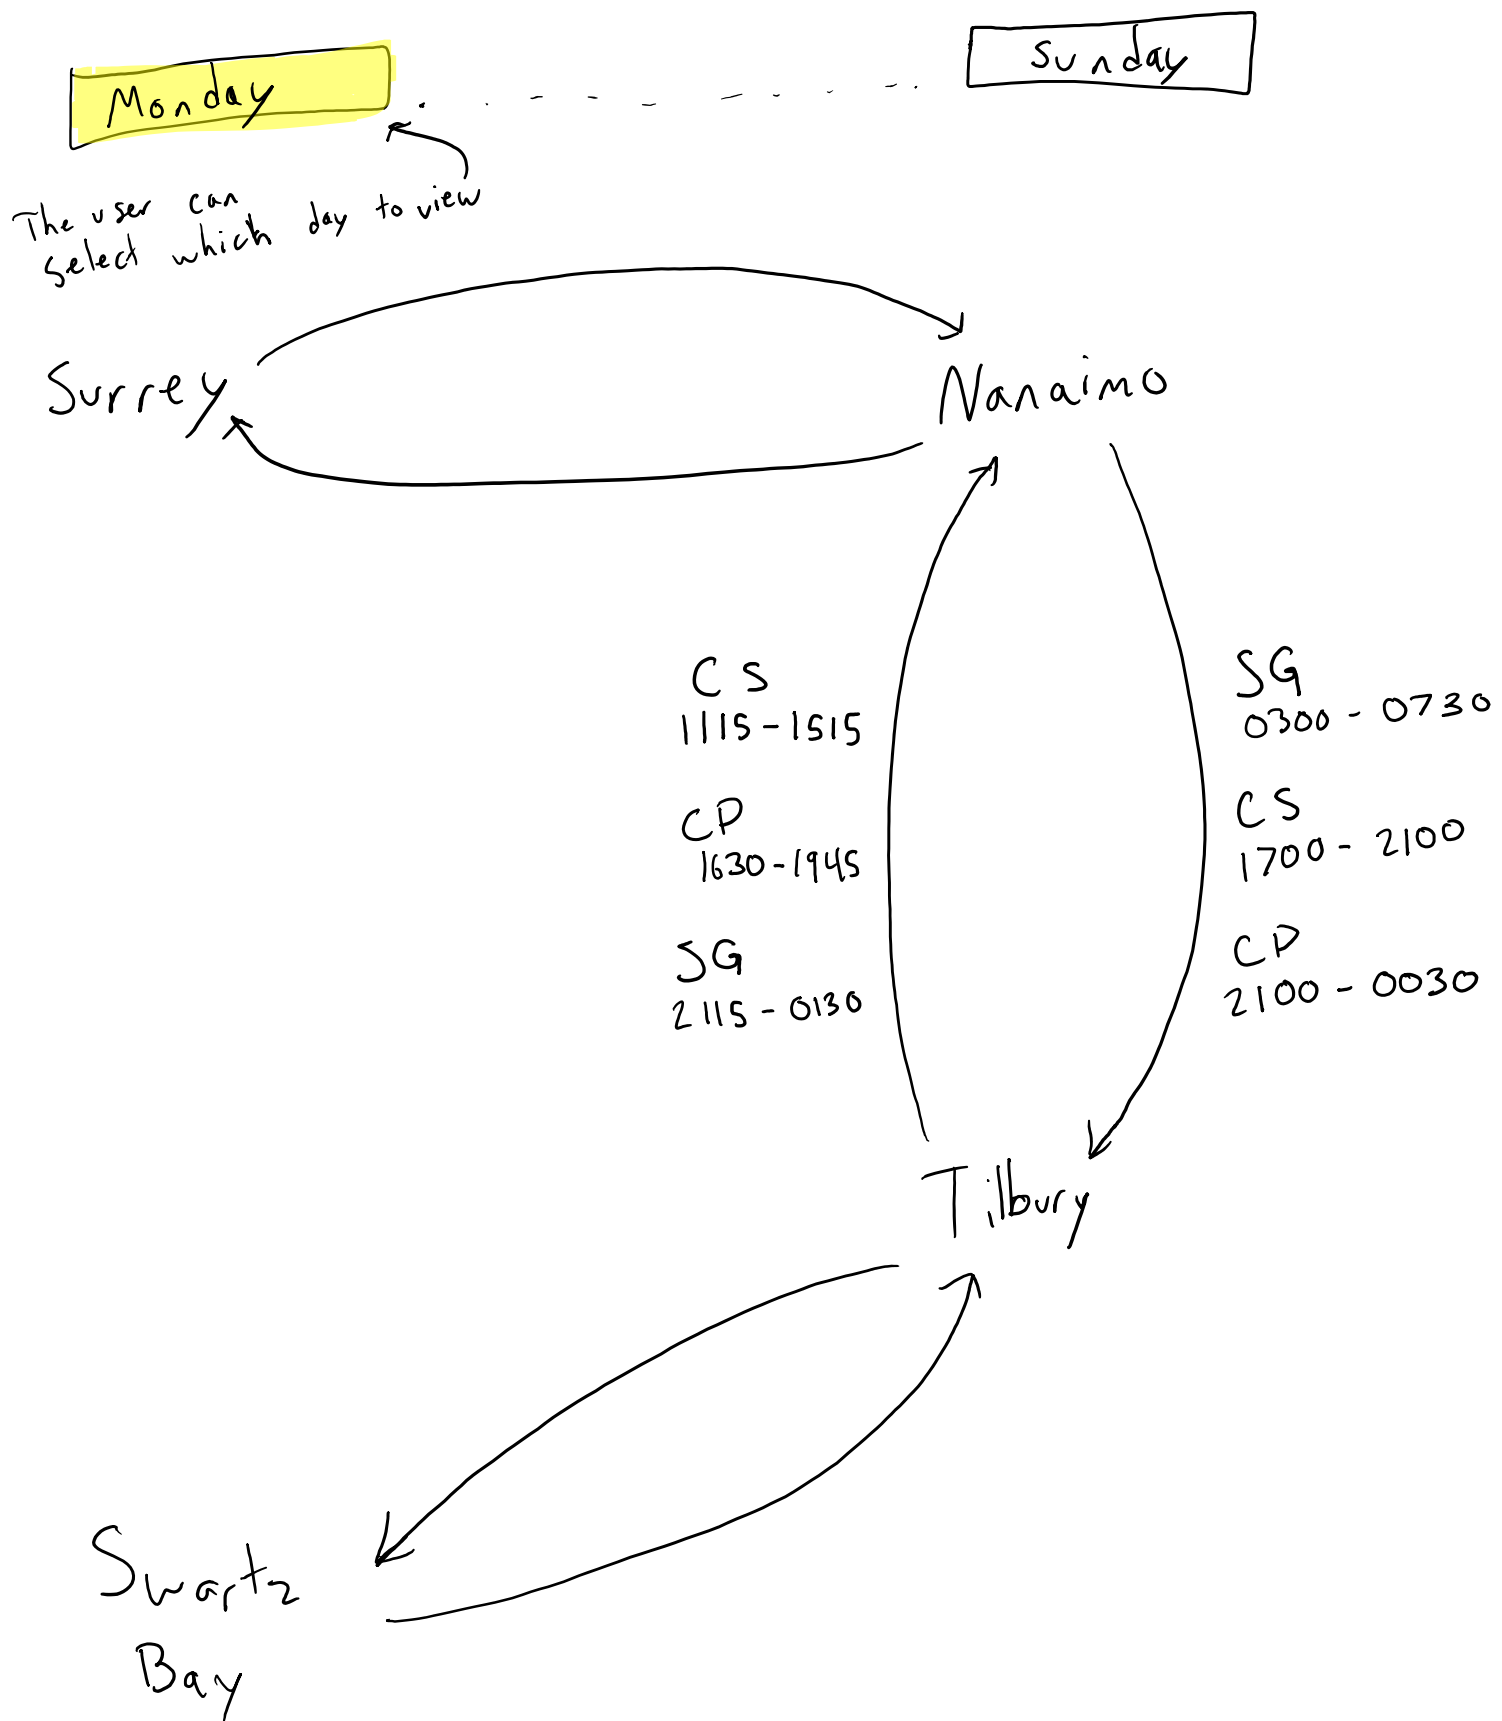 Monday
Sunday
The user can
select which day to view
Surrey
Nanaimo
CS
1115-1515
SG
0300-0730
CP
1630-1945
CS
1700-2100
SG
2115-0130
CP
2100-0030
Tilbury
Swartz
Bay